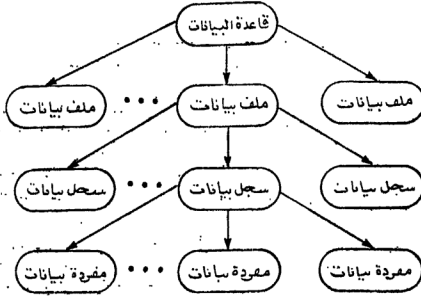 قاعدة البيانات
ملف بيانات ••• ملف بيانات ملف بيانات
سجل بيانات ••• سجل بيانات سجل بيانات
مفردة بيانات ••• مفردة بيانات مفردة بيانات